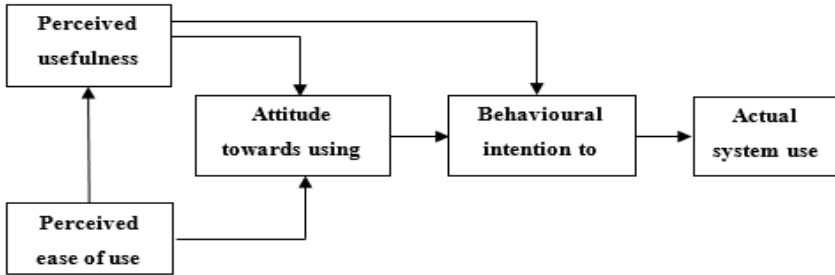 Perceived
usefulness
Attitude
towards using
Behavioural
intention to
Actual
system use
Perceived
ease of use